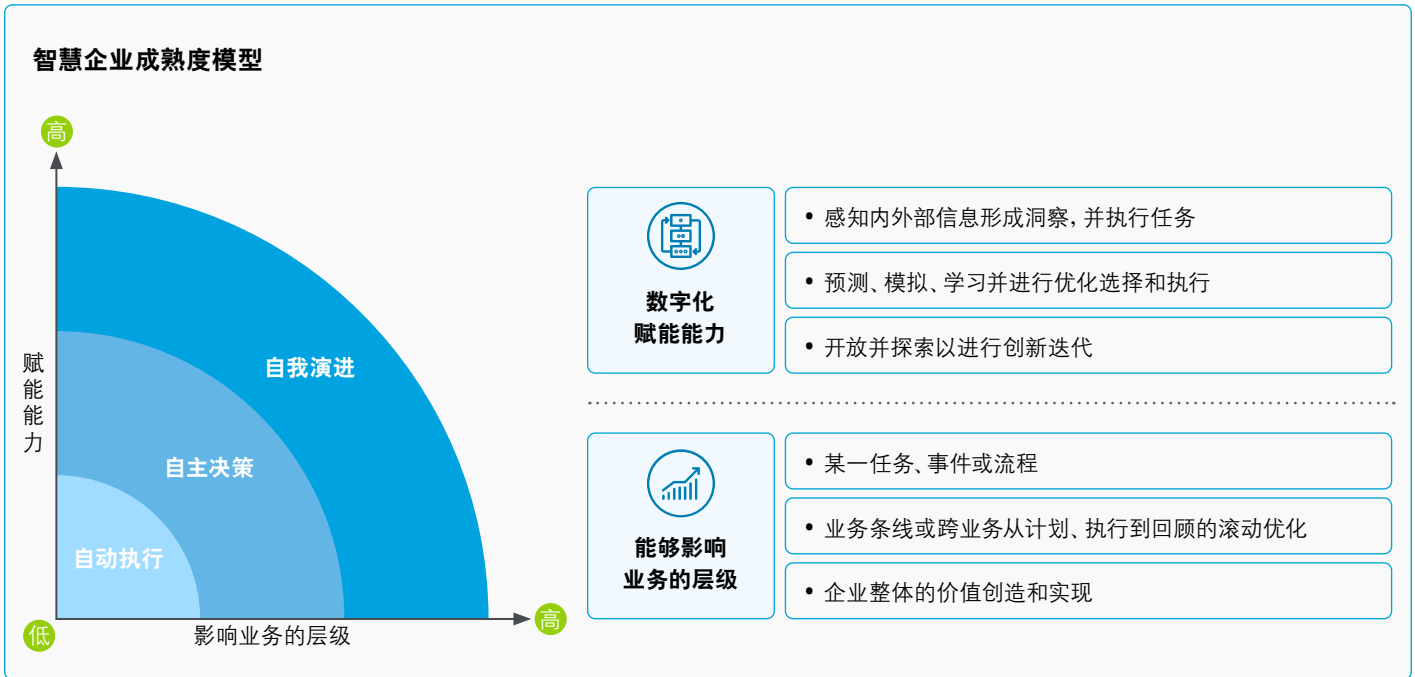 智慧企业成熟度模型
高
赋能能力
自我演进
自主决策
自动执行
低
影响业务的层级
高
数字化
赋能能力
• 感知内外部信息形成洞察，并执行任务
• 预测、模拟、学习并进行优化选择和执行
• 开放并探索以进行创新迭代
能够影响
业务的层级
• 某一任务、事件或流程
• 业务条线或跨业务从计划、执行到回顾的滚动优化
• 企业整体的价值创造和实现